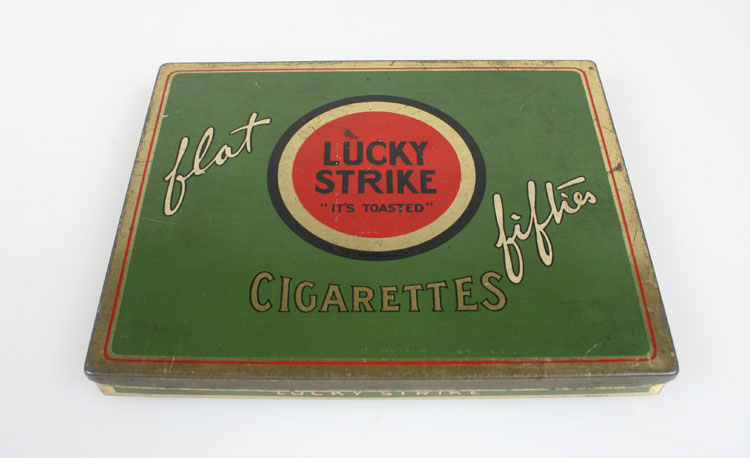 flat
LUCKY
STRIKE
"IT'S TOASTED"
fifties
CIGARETTES
LUCKY STRIKE